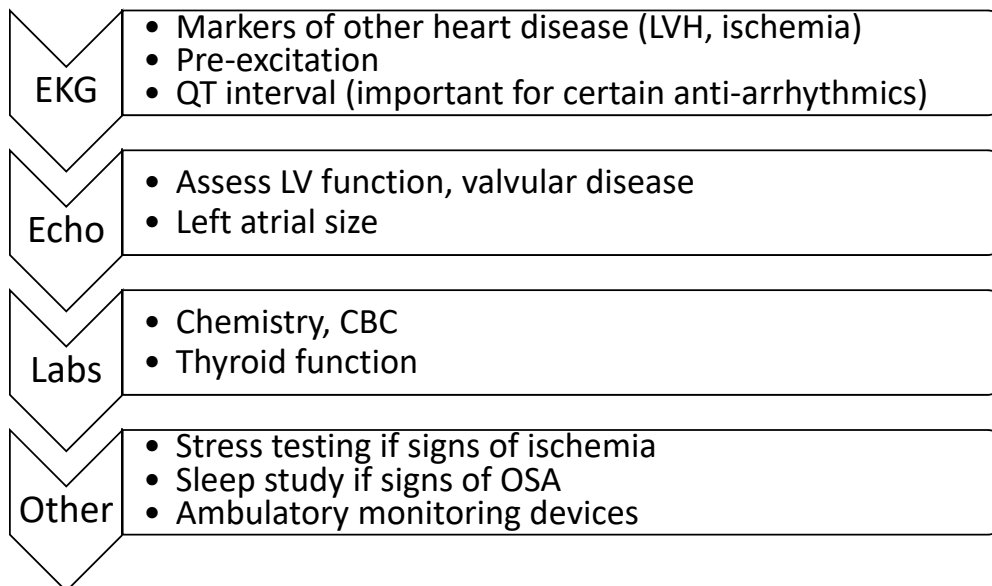 EKG
• Markers of other heart disease (LVH, ischemia)
• Pre-excitation
• QT interval (important for certain anti-arrhythmics)
Echo
• Assess LV function, valvular disease
• Left atrial size
Labs
• Chemistry, CBC
• Thyroid function
Other
• Stress testing if signs of ischemia
• Sleep study if signs of OSA
• Ambulatory monitoring devices